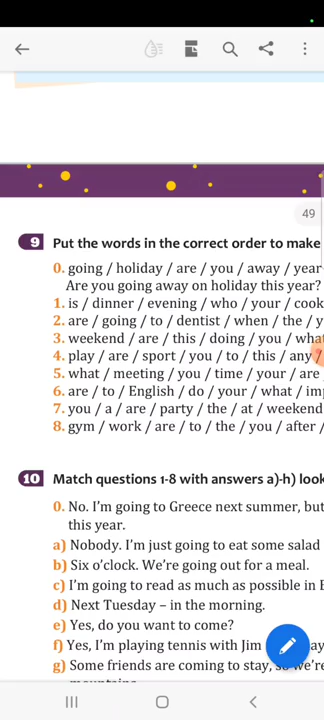 49
9 Put the words in the correct order to make
0. going / holiday / are / you / away / year
Are you going away on holiday this year?
1. is / dinner / evening / who / your / cook
2. are / going / to / dentist / when / the / y
3. weekend / are / this / doing / you / what
4. play / are / sport / you / to / this / any /
5. what / meeting / you / time / your / are
6. are / to / English / do / your / what / imp
7. you / a / are / party / the / at / weekend
8. gym / work / are / to / the / you / after /
10 Match questions 1-8 with answers a)-h) look
0. No. I'm going to Greece next summer, but
this year.
a) Nobody. I'm just going to eat some salad
b) Six o'clock. We're going out for a meal.
c) I'm going to read as much as possible in E
d) Next Tuesday – in the morning.
e) Yes, do you want to come?
f) Yes, I'm playing tennis with Jim
g) Some friends are coming to stay, so we're